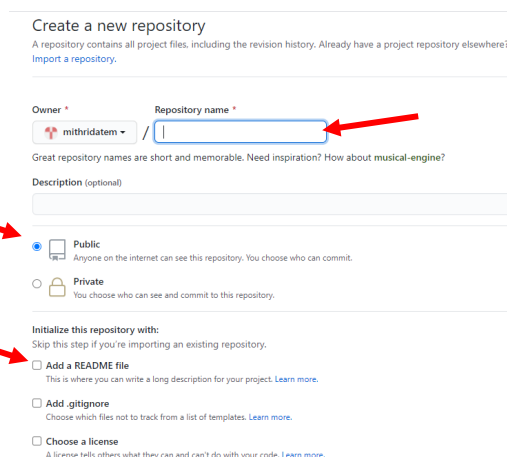 Create a new repository
A repository contains all project files, including the revision history. Already have a project repository elsewhere?
Import a repository.
Owner * Repository name *
mithridatem /
Great repository names are short and memorable. Need inspiration? How about musical-engine?
Description (optional)
Public
Anyone on the internet can see this repository. You choose who can commit.
Private
You choose who can see and commit to this repository.
Initialize this repository with:
Skip this step if you're importing an existing repository.
Add a README file
This is where you can write a long description for your project. Learn more.
Add .gitignore
Choose which files not to track from a list of templates. Learn more.
Choose a license
A license tells others what they can and can't do with your code. Learn more.